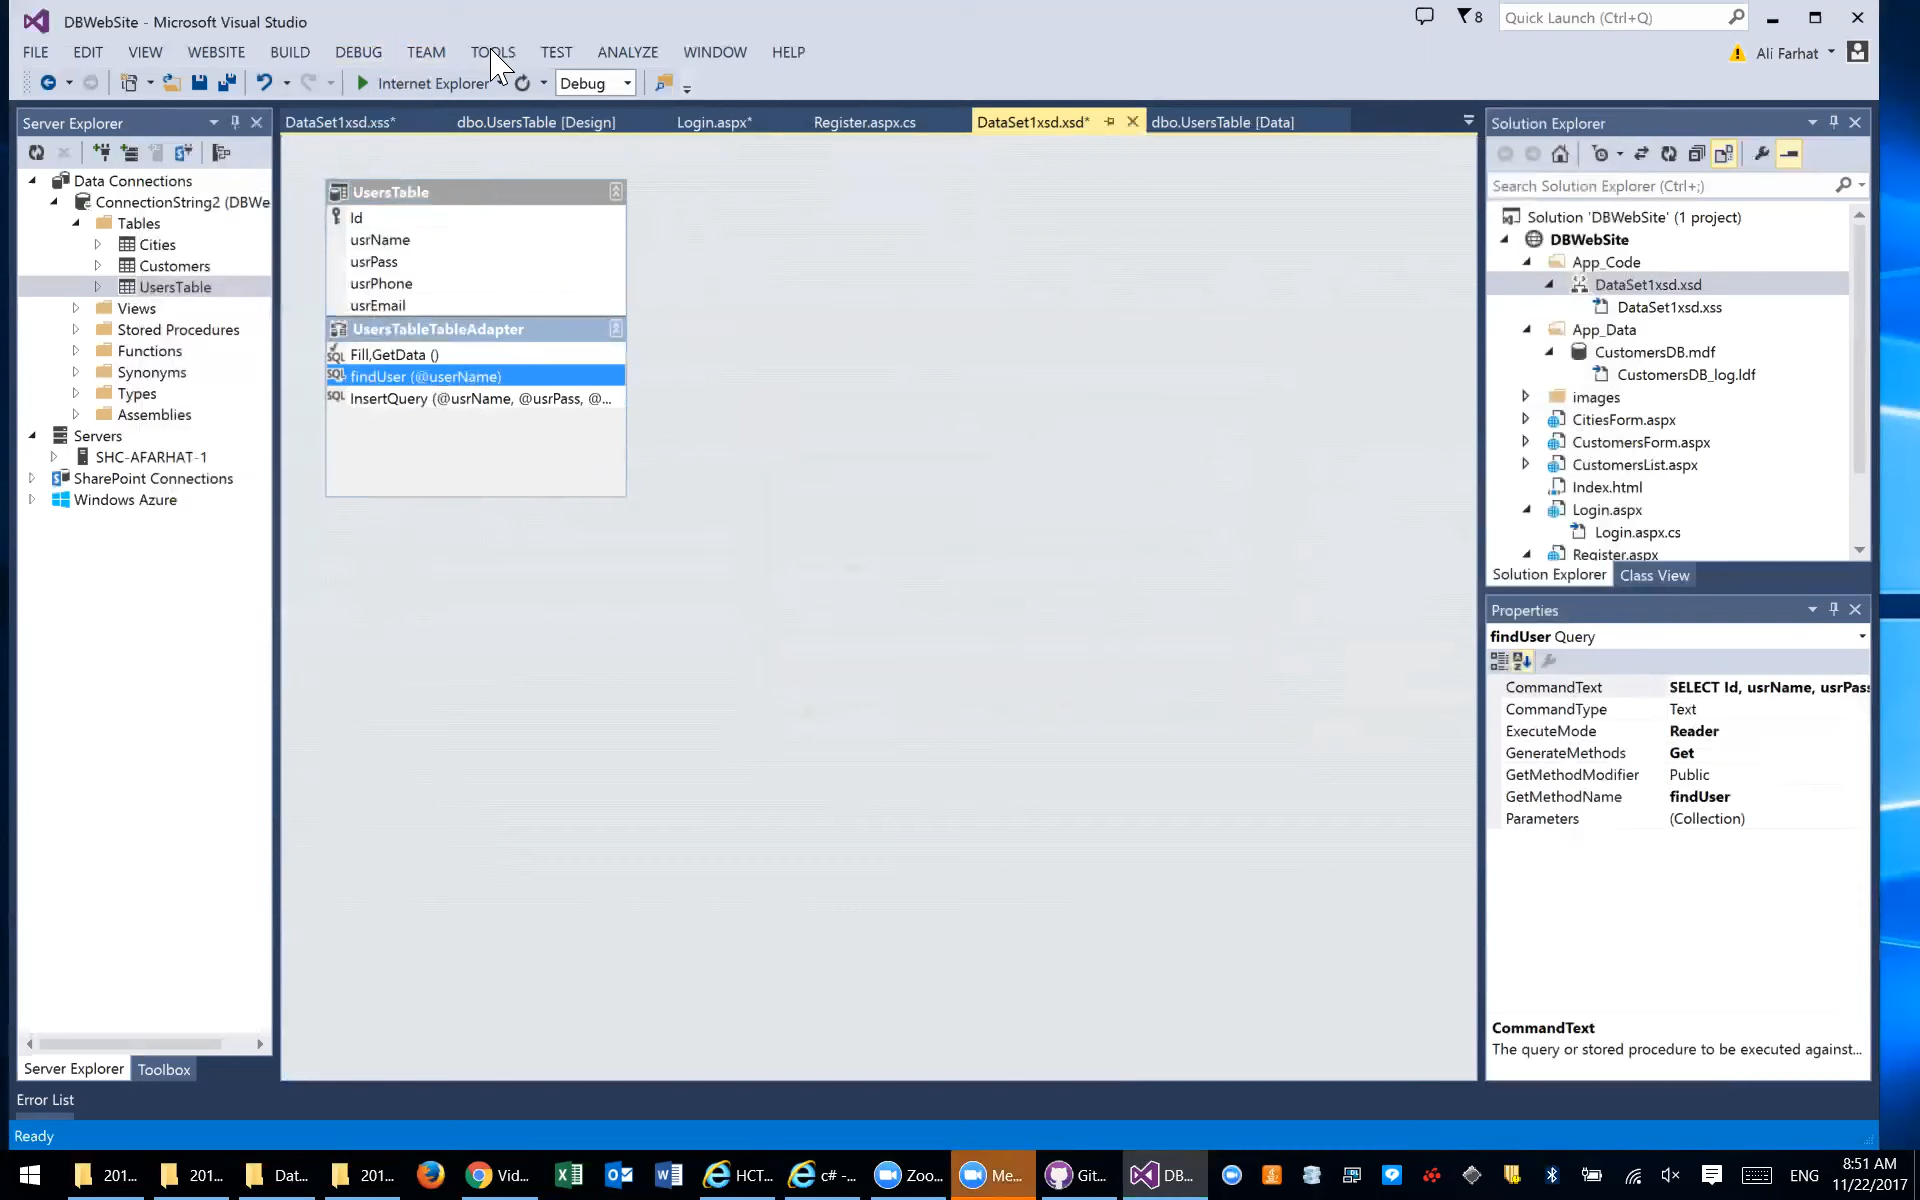 DBWebSite - Microsoft Visual Studio
8
Quick Launch (Ctrl+Q)
FILE EDIT VIEW WEBSITE BUILD DEBUG TEAM TOOLS TEST ANALYZE WINDOW HELP
Ali Farhat
Internet Explorer
Debug
Server Explorer
Data Connections
ConnectionString2 (DBWe
Tables
Cities
Customers
UsersTable
Views
Stored Procedures
Functions
Synonyms
Types
Assemblies
Servers
SHC-AFARHAT-1
SharePoint Connections
Windows Azure
Server Explorer
Toolbox
DataSet1xsd.xss*
dbo.UsersTable [Design]
Login.aspx*
Register.aspx.cs
DataSet1xsd.xsd*
dbo.UsersTable [Data]
UsersTable
Id
usrName
usrPass
usrPhone
usrEmail
UsersTableTableAdapter
SQL Fill,GetData ()
SQL findUser (@userName)
SQL InsertQuery (@usrName, @usrPass, @...
Solution Explorer
Search Solution Explorer (Ctrl+;)
Solution 'DBWebSite' (1 project)
DBWebSite
App_Code
DataSet1xsd.xsd
DataSet1xsd.xss
App_Data
CustomersDB.mdf
CustomersDB_log.ldf
images
CitiesForm.aspx
CustomersForm.aspx
CustomersList.aspx
Index.html
Login.aspx
Login.aspx.cs
Register.aspx
Solution Explorer
Class View
Properties
findUser Query
CommandText SELECT Id, usrName, usrPass
CommandType Text
ExecuteMode Reader
GenerateMethods Get
GetMethodModifier Public
GetMethodName findUser
Parameters (Collection)
CommandText
The query or stored procedure to be executed against...
Error List
Ready
201...
201...
Dat...
201...
Vid...
HCT...
c# -...
Zoo...
Me...
Git...
DB...
ENG
8:51 AM
11/22/2017